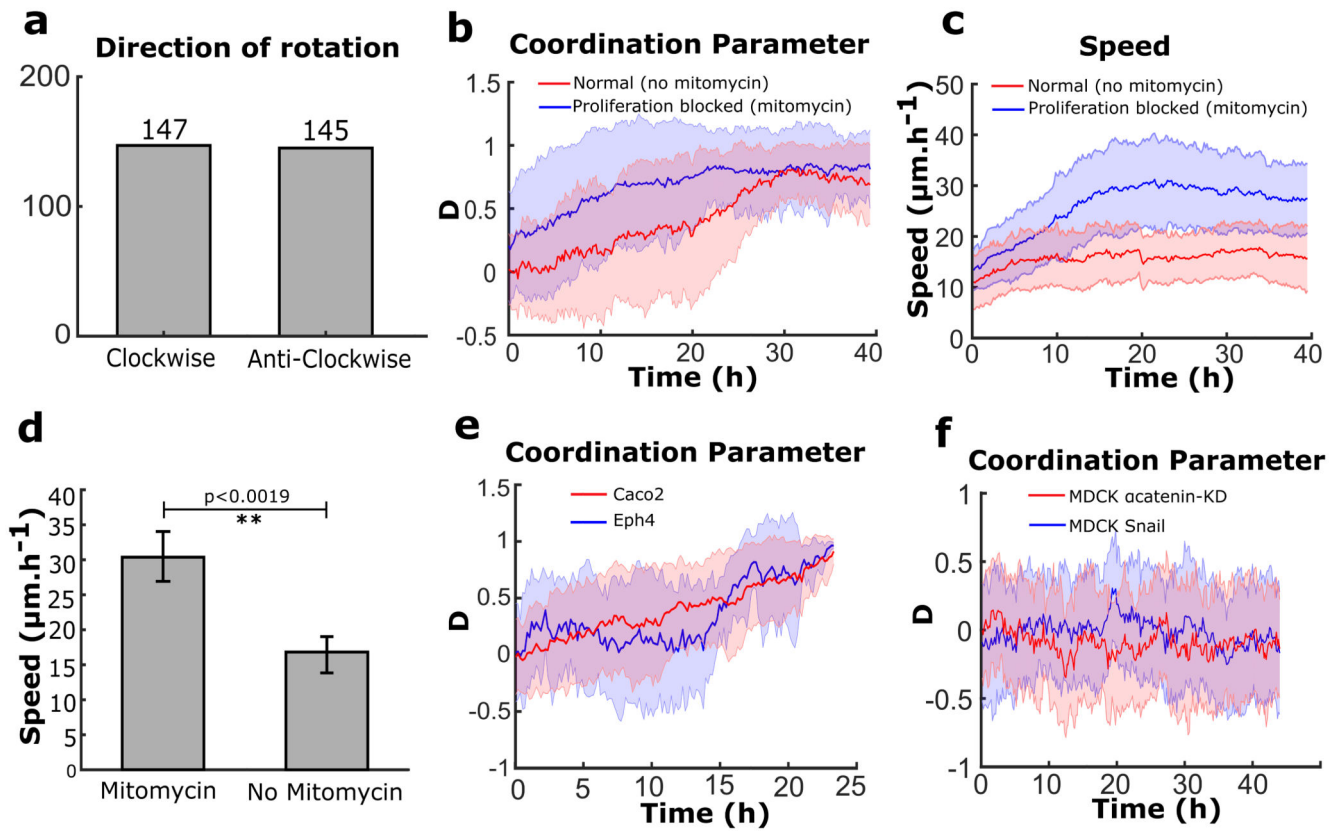 a
Direction of rotation
200
100
0
147
145
Clockwise
Anti-Clockwise
b
Coordination Parameter
Normal (no mitomycin)
Proliferation blocked (mitomycin)
D
1.5
1
0.5
0
-0.5
0
10
20
30
40
Time (h)
c
Speed
Normal (no mitomycin)
Proliferation blocked (mitomycin)
Speed (µm.h⁻¹)
50
40
30
20
10
0
0
10
20
30
40
Time (h)
d
p<0.0019
**
Speed (µm.h⁻¹)
40
35
30
25
20
15
10
5
0
Mitomycin
No Mitomycin
e
Coordination Parameter
Caco2
Eph4
D
1.5
1
0.5
0
-0.5
-1
0
5
10
15
20
25
Time (h)
f
Coordination Parameter
MDCK αcatenin-KD
MDCK Snail
D
1
0.5
0
-0.5
-1
0
10
20
30
40
Time (h)